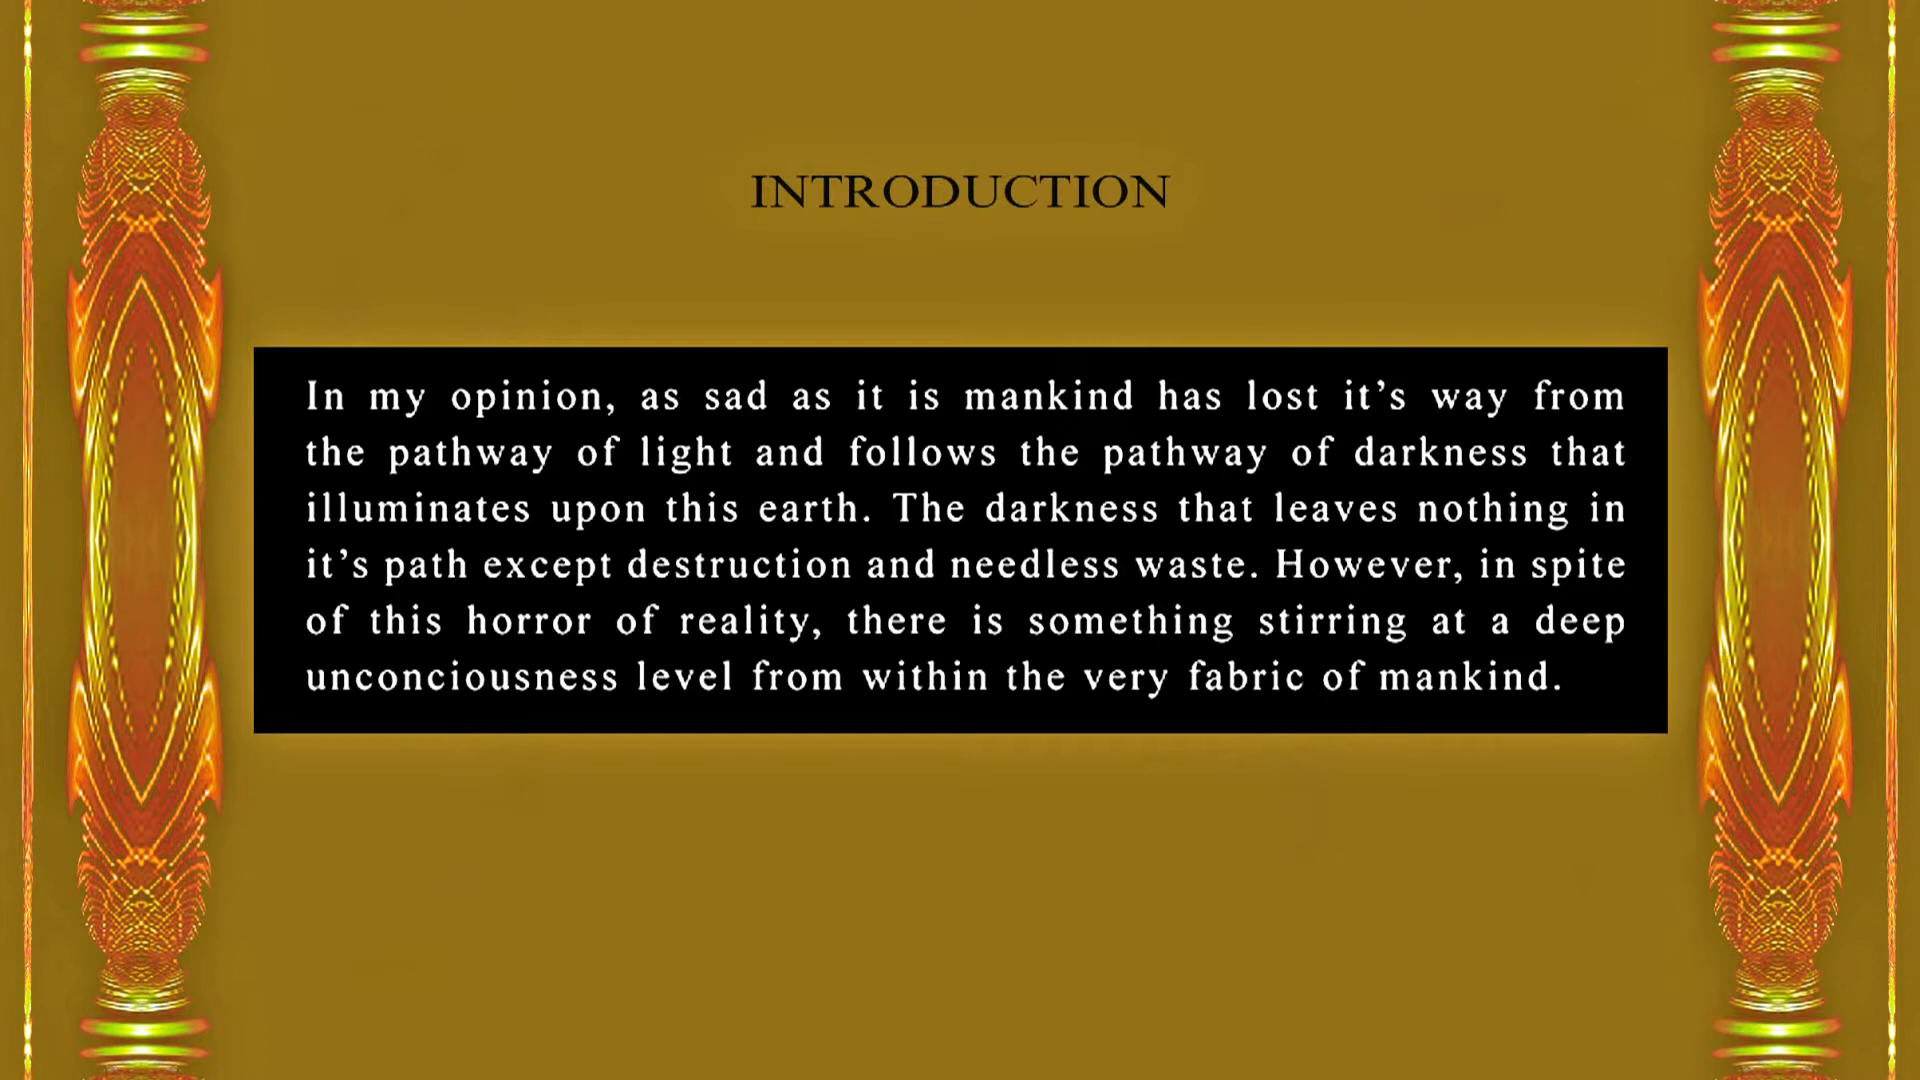 INTRODUCTION
In my opinion, as sad as it is mankind has lost it’s way from
the pathway of light and follows the pathway of darkness that
illuminates upon this earth. The darkness that leaves nothing in
it’s path except destruction and needless waste. However, in spite
of this horror of reality, there is something stirring at a deep
unconciousness level from within the very fabric of mankind.